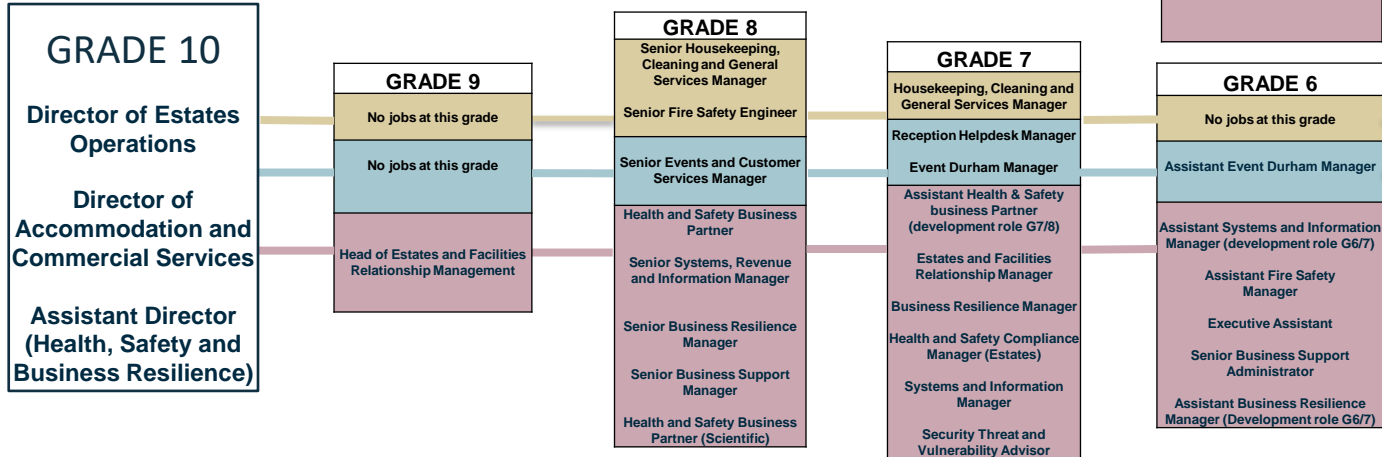 GRADE 10
Director of Estates
Operations
Director of
Accommodation and
Commercial Services
Assistant Director
(Health, Safety and
Business Resilience)
GRADE 9
No jobs at this grade
No jobs at this grade
Head of Estates and Facilities
Relationship Management
GRADE 8
Senior Housekeeping,
Cleaning and General
Services Manager
Senior Fire Safety Engineer
Senior Events and Customer
Services Manager
Health and Safety Business
Partner
Senior Systems, Revenue
and Information Manager
Senior Business Resilience
Manager
Senior Business Support
Manager
Health and Safety Business
Partner (Scientific)
GRADE 7
Housekeeping, Cleaning and
General Services Manager
Reception Helpdesk Manager
Event Durham Manager
Assistant Health & Safety
business Partner
(development role G7/8)
Estates and Facilities
Relationship Manager
Business Resilience Manager
Health and Safety Compliance
Manager (Estates)
Systems and Information
Manager
Security Threat and
Vulnerability Advisor
GRADE 6
No jobs at this grade
Assistant Event Durham Manager
Assistant Systems and Information
Manager (development role G6/7)
Assistant Fire Safety
Manager
Executive Assistant
Senior Business Support
Administrator
Assistant Business Resilience
Manager (Development role G6/7)